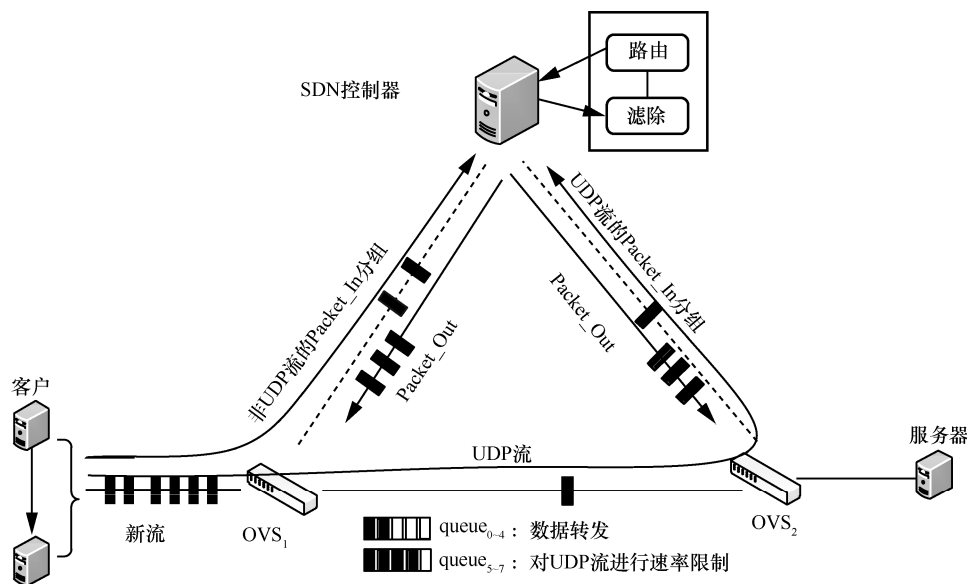 路由
SDN控制器
滤除
非UDP流的Packet_In分组
Packet_Out
UDP流的Packet_In分组
Packet_Out
客户
UDP流
服务器
新流
OVS1
OVS2
queue0~4：数据转发
queue5~7：对UDP流进行速率限制